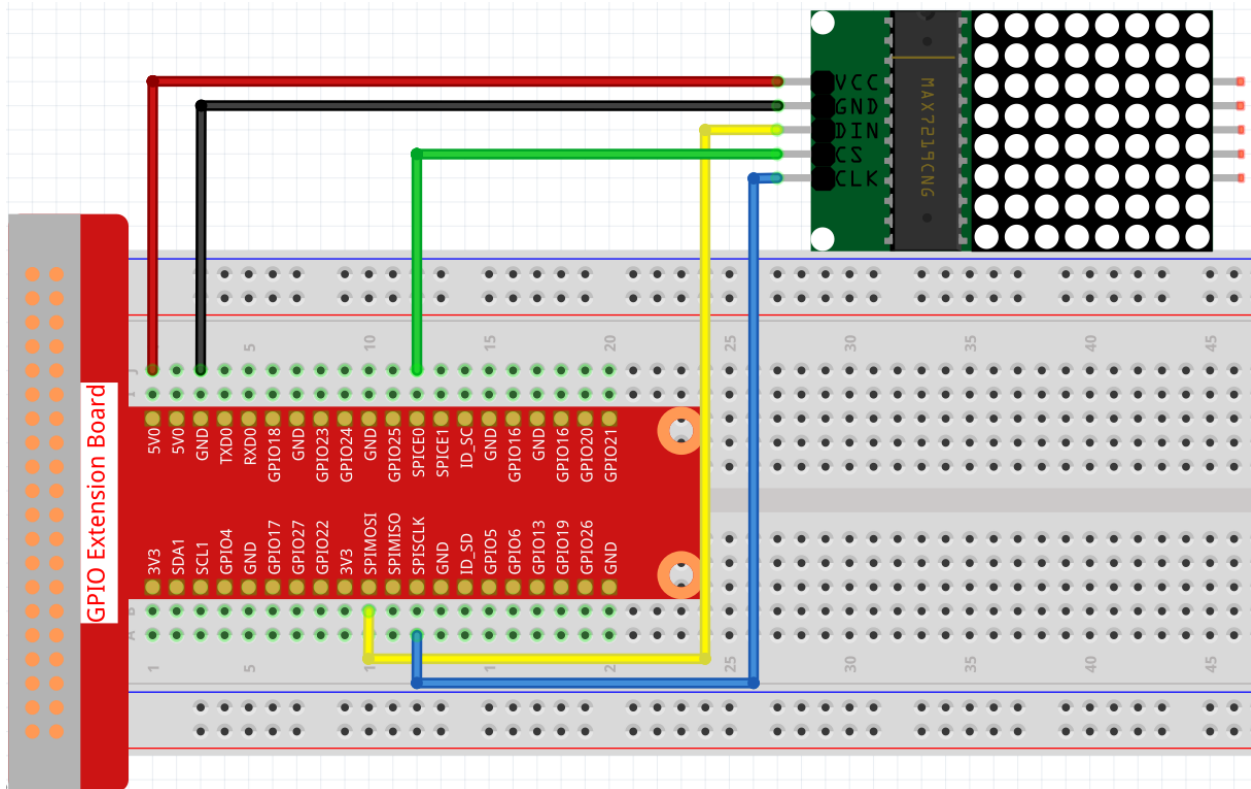 VCC
GND
DIN
CS
CLK
MAX7219CNG
5 10 15 20 25 30 35 40 45
J
I
5V0 5V0 GND TXD0 RXD0 GPIO18 GND GPIO23 GPIO24 GND GPIO25 SPICE0 SPICE1 ID_SC GND GPIO16 GND GPIO16 GPIO20 GPIO21
GPIO Extension Board
3V3 SDA1 SCL1 GPIO4 GND GPIO17 GPIO27 GPIO22 3V3 SPIMOSI SPIMISO SPISCLK GND ID_SD GPIO5 GPIO6 GPIO13 GPIO19 GPIO26 GND
B
A
1 5 1 1 2 25 30 35 40 45